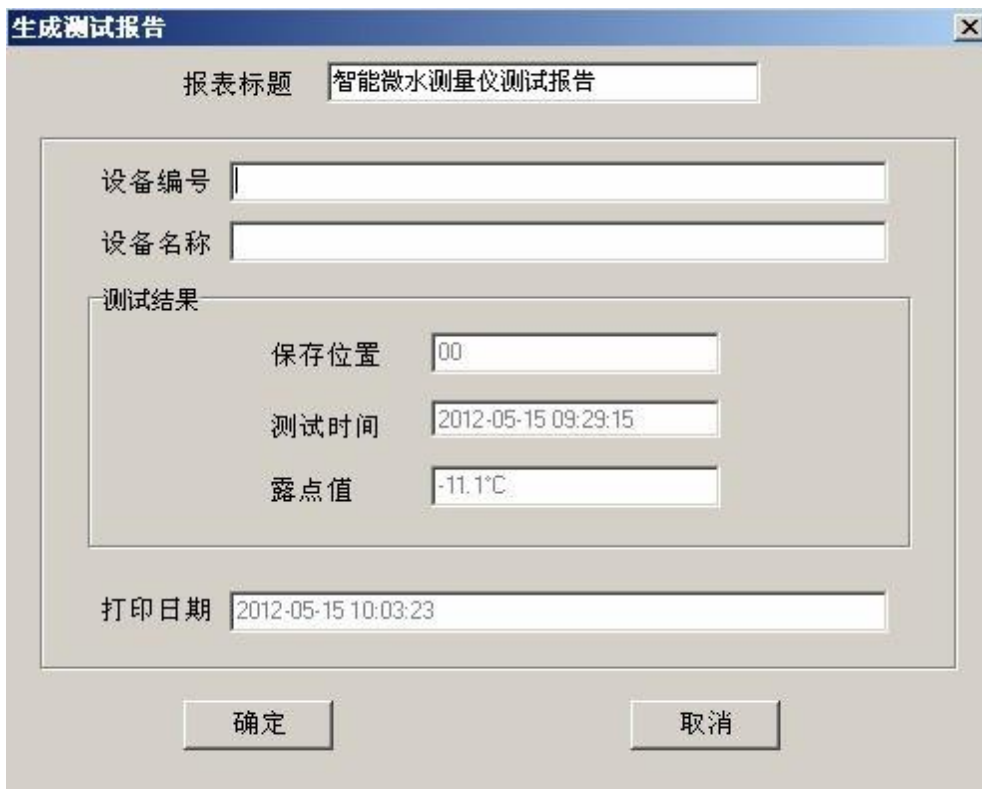 生成测试报告
报表标题 智能微水测量仪测试报告
设备编号
设备名称
测试结果
保存位置 00
测试时间 2012-05-15 09:29:15
露点值 -11.1°C
打印日期 2012-05-15 10:03:23
确定 取消